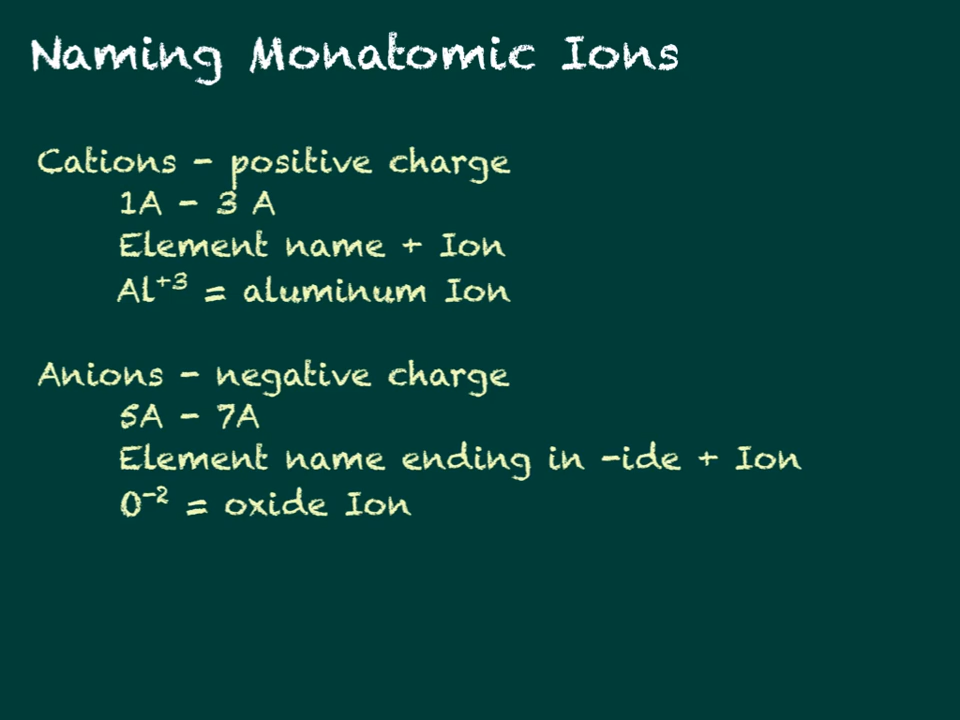 Naming Monatomic Ions
Cations - positive charge
1A - 3 A
Element name + Ion
Al⁺³ = aluminum Ion
Anions - negative charge
5A - 7A
Element name ending in -ide + Ion
O⁻² = oxide Ion